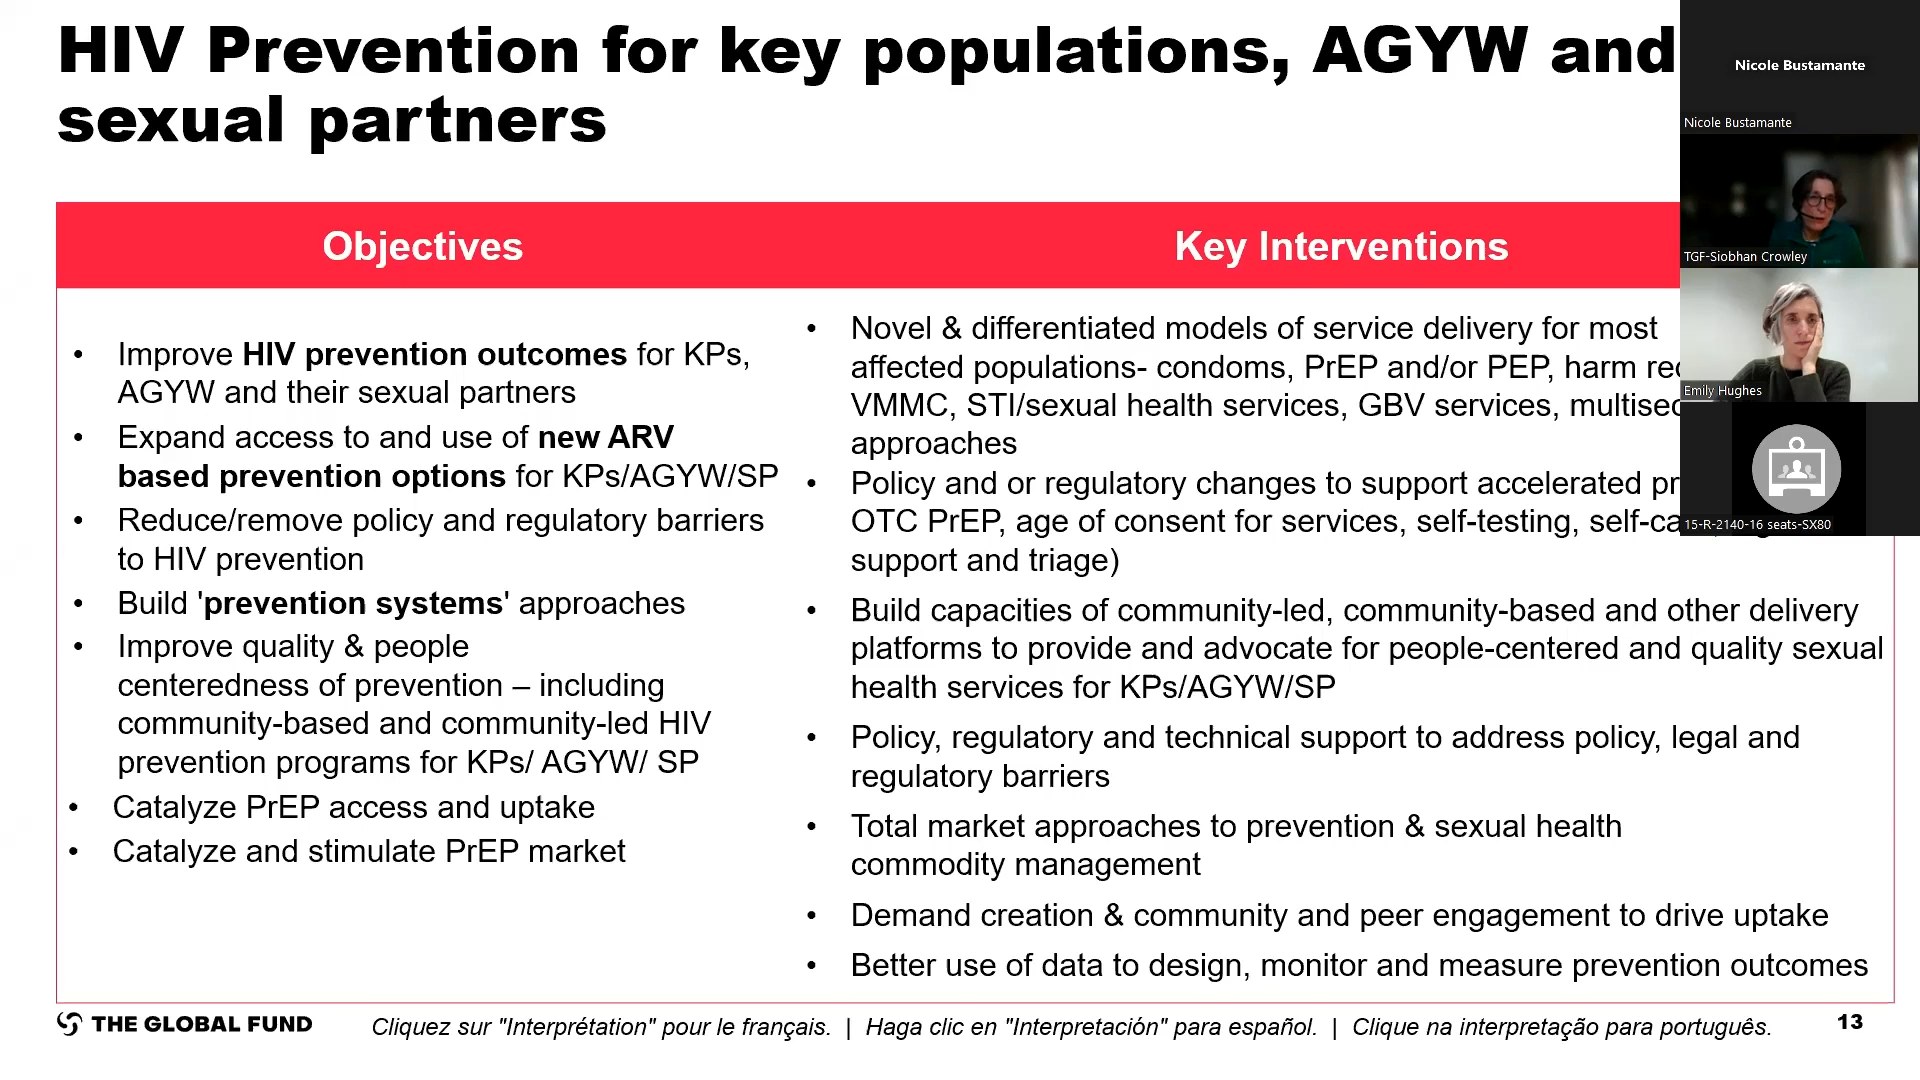 HIV Prevention for key populations, AGYW and
sexual partners
Objectives
Key Interventions
• Improve HIV prevention outcomes for KPs,
AGYW and their sexual partners
• Expand access to and use of new ARV
based prevention options for KPs/AGYW/SP
• Reduce/remove policy and regulatory barriers
to HIV prevention
• Build 'prevention systems' approaches
• Improve quality & people
centeredness of prevention – including
community-based and community-led HIV
prevention programs for KPs/ AGYW/ SP
• Catalyze PrEP access and uptake
• Catalyze and stimulate PrEP market
• Novel & differentiated models of service delivery for most
affected populations- condoms, PrEP and/or PEP, harm
VMMC, STI/sexual health services, GBV services,
approaches
• Policy and or regulatory changes to support accelerated
OTC PrEP, age of consent for services, self-testing,
support and triage)
• Build capacities of community-led, community-based and other delivery
platforms to provide and advocate for people-centered and quality sexual
health services for KPs/AGYW/SP
• Policy, regulatory and technical support to address policy, legal and
regulatory barriers
• Total market approaches to prevention & sexual health
commodity management
• Demand creation & community and peer engagement to drive uptake
• Better use of data to design, monitor and measure prevention outcomes
Nicole Bustamante
Nicole Bustamante
TGF-Siobhan Crowley
Emily Hughes
15-R-2140-16 seats-SX80
THE GLOBAL FUND
Cliquez sur "Interprétation" pour le français. | Haga clic en "Interpretación" para español. | Clique na interpretação para português.
13